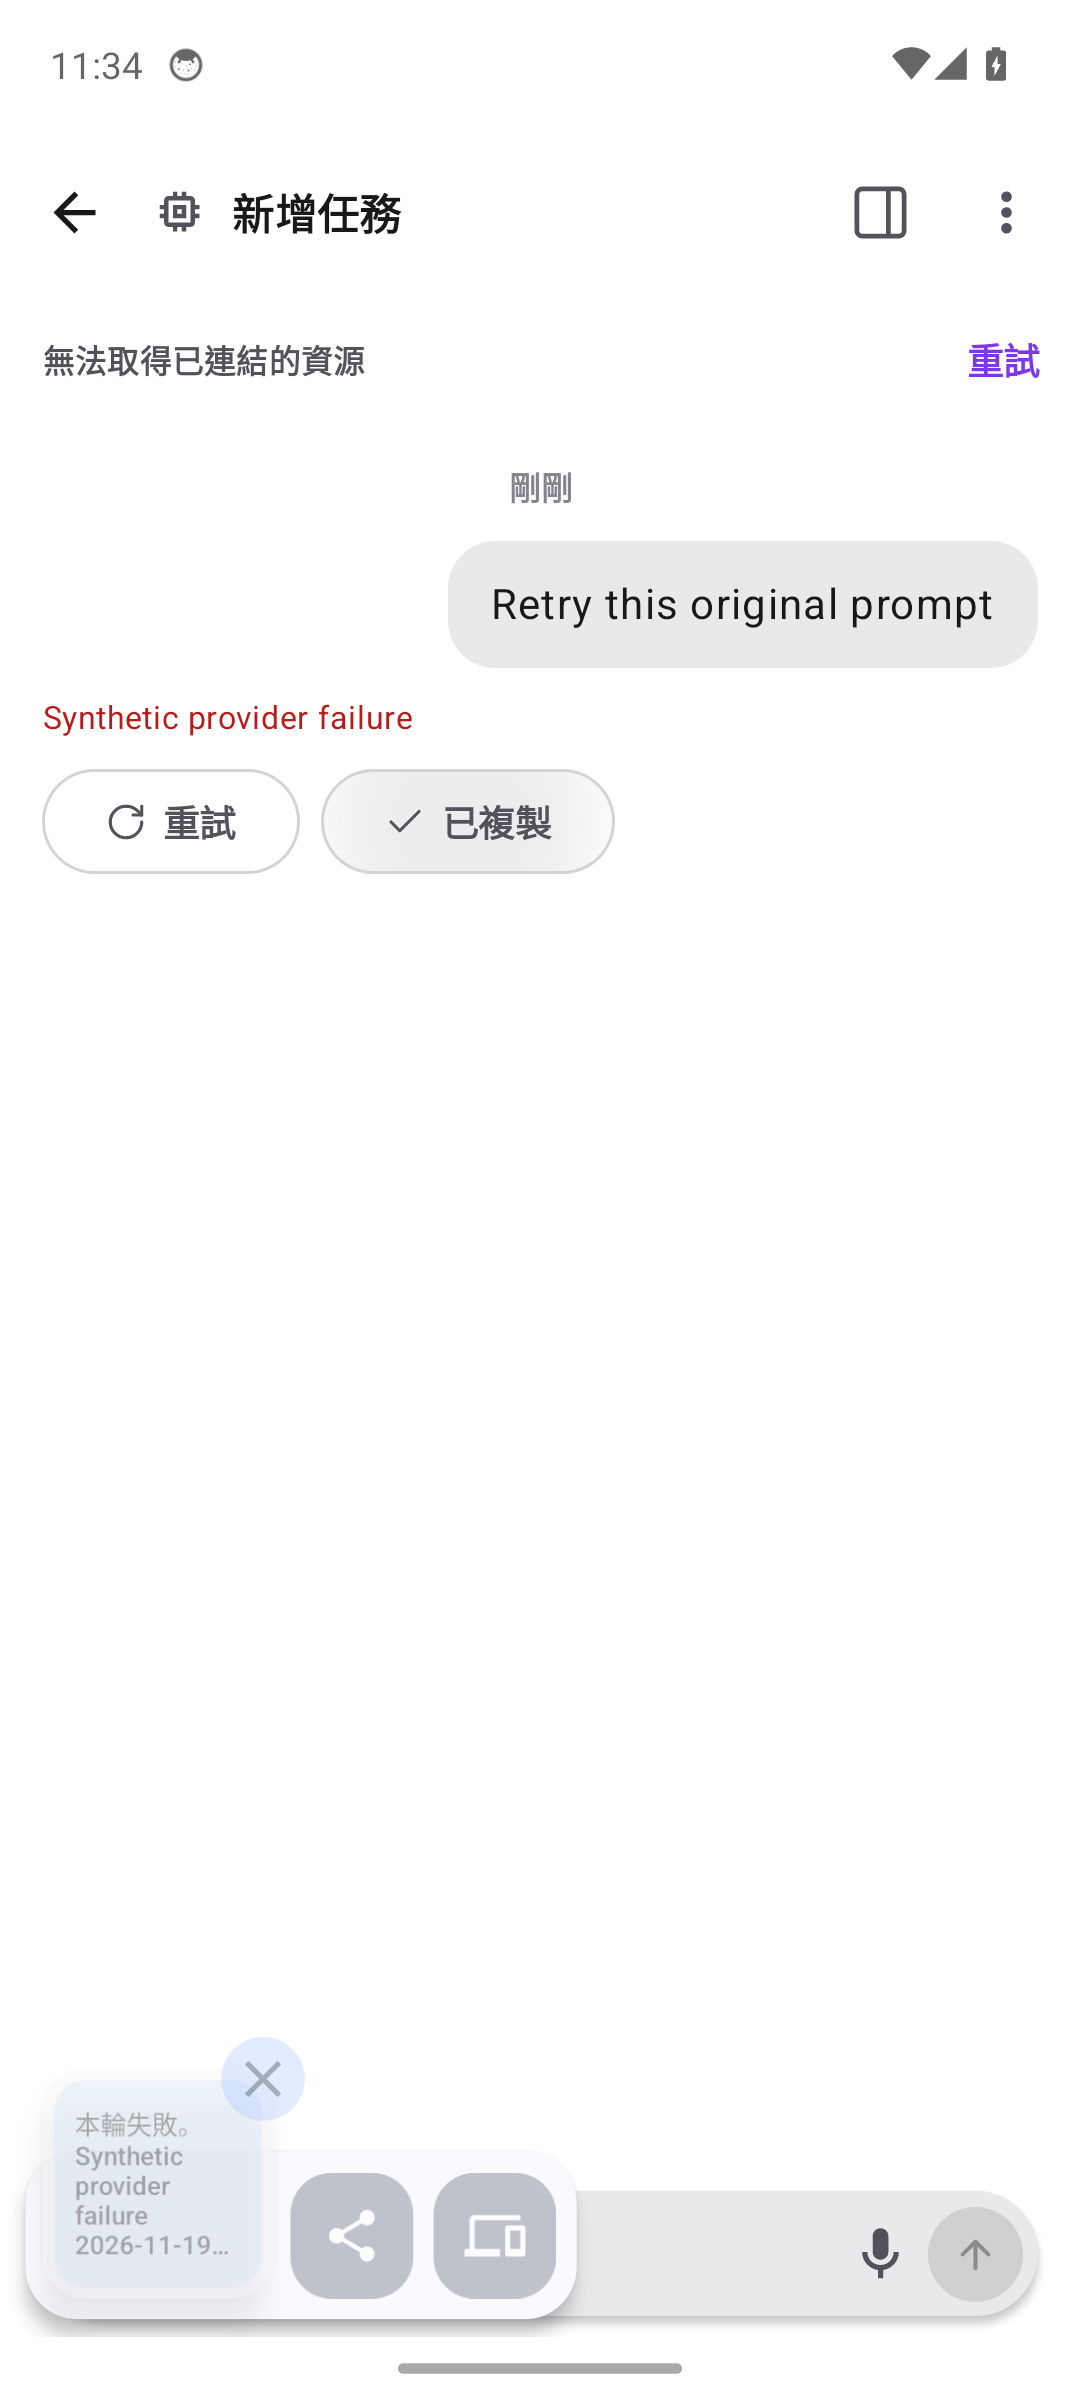 11:34
新增任務
無法取得已連結的資源
重試
剛剛
Retry this original prompt
Synthetic provider failure
重試
已複製
本輪失敗。
Synthetic
provider
failure
2026-11-19…